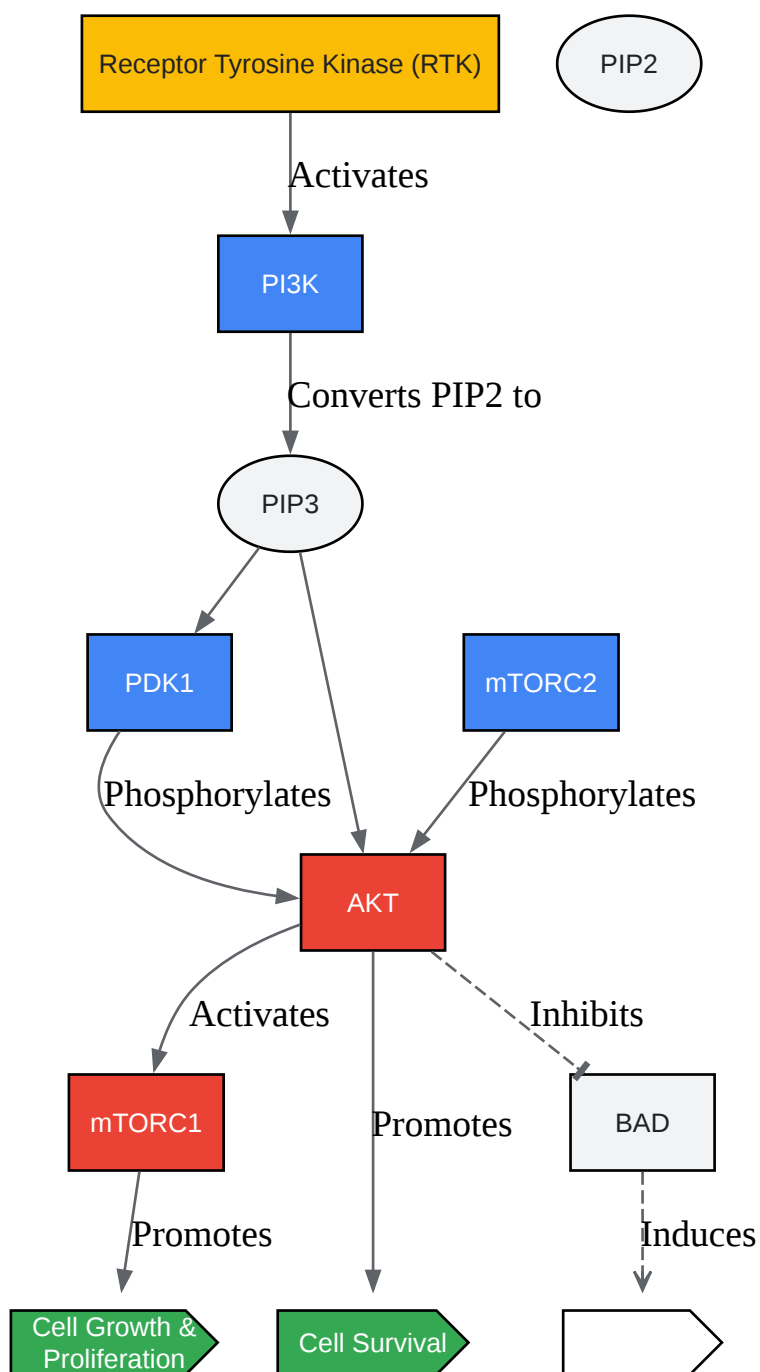 Receptor Tyrosine Kinase (RTK)
PIP2
Activates
PI3K
Converts PIP2 to
PIP3
PDK1
mTORC2
Phosphorylates
Phosphorylates
AKT
Activates
Inhibits
mTORC1
Promotes
BAD
Promotes
Induces
Cell Growth &
Proliferation
Cell Survival